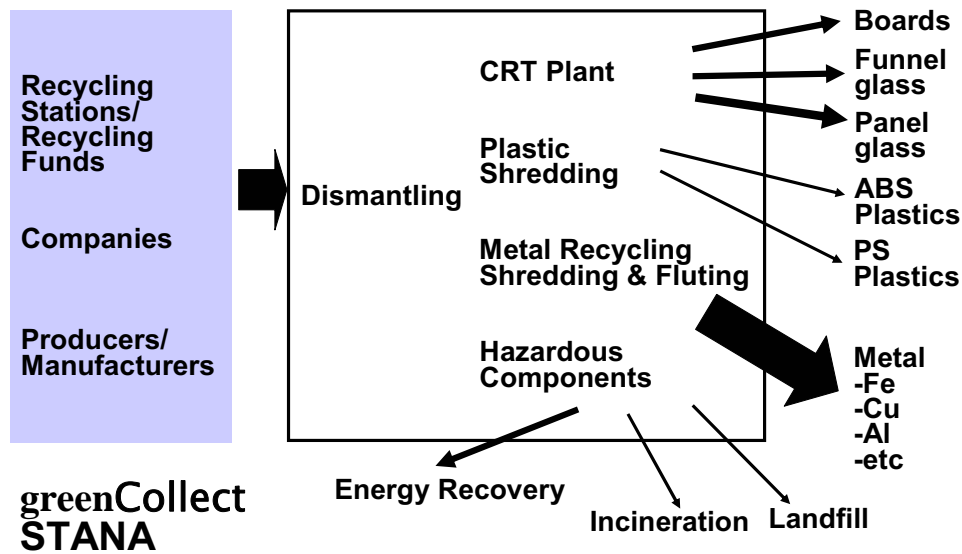 Recycling
Stations/
Recycling
Funds
Companies
Producers/
Manufacturers
greenCollect
STANA
Dismantling
CRT Plant
Plastic
Shredding
Metal Recycling
Shredding & Fluting
Hazardous
Components
Boards
Funnel
glass
Panel
glass
ABS
Plastics
PS
Plastics
Metal
-Fe
-Cu
-Al
-etc
Energy Recovery
Incineration
Landfill